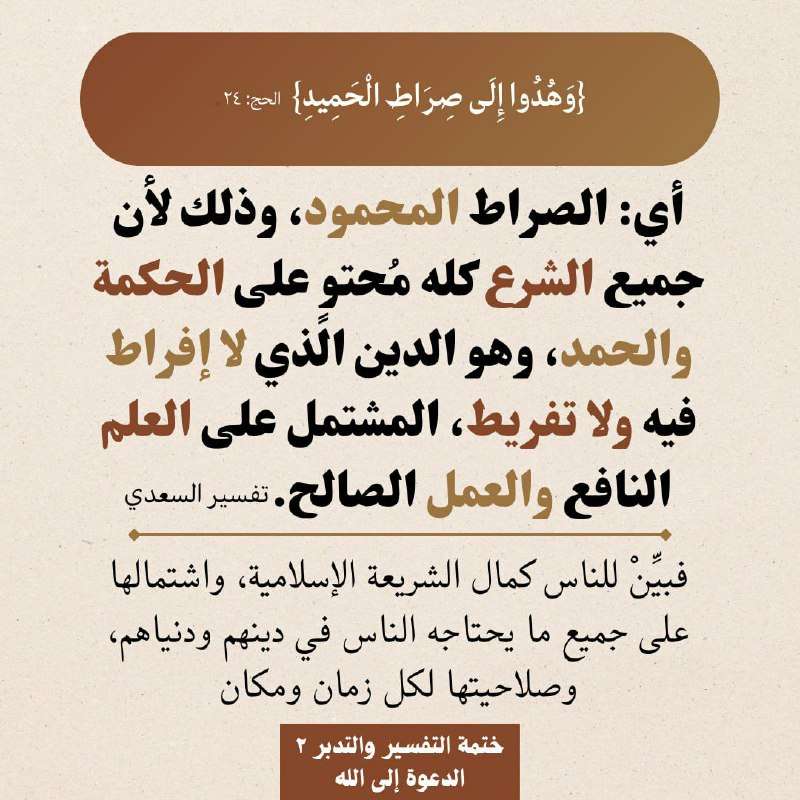 {وَهُدُوا إِلَى صِرَاطِ الْحَمِيدِ} الحج: ٢٤
أي: الصراط المحمود، وذلك لأن
جميع الشرع كله مُحتوٍ على الحكمة
والحمد، وهو الدين الَّذي لا إفراط
فيه ولا تفريط، المشتمل على العلم
النافع والعمل الصالح. تفسير السعدي
فبيِّنْ للناس كمال الشريعة الإسلامية، واشتمالها
على جميع ما يحتاجه الناس في دينهم ودنياهم،
وصلاحيتها لكل زمان ومكان
ختمة التفسير والتدبر ٢
الدعوة إلى الله